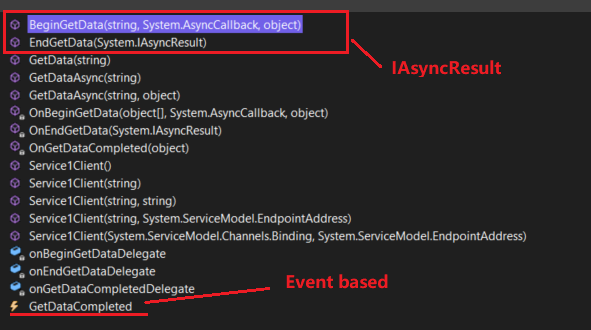 BeginGetData(string, System.AsyncCallback, object)
EndGetData(System.IAsyncResult)
IAsyncResult
GetData(string)
GetDataAsync(string)
GetDataAsync(string, object)
OnBeginGetData(object[], System.AsyncCallback, object)
OnEndGetData(System.IAsyncResult)
OnGetDataCompleted(object)
Service1Client()
Service1Client(string)
Service1Client(string, string)
Service1Client(string, System.ServiceModel.EndpointAddress)
Service1Client(System.ServiceModel.Channels.Binding, System.ServiceModel.EndpointAddress)
onBeginGetDataDelegate
onEndGetDataDelegate
onGetDataCompletedDelegate
Event based
GetDataCompleted